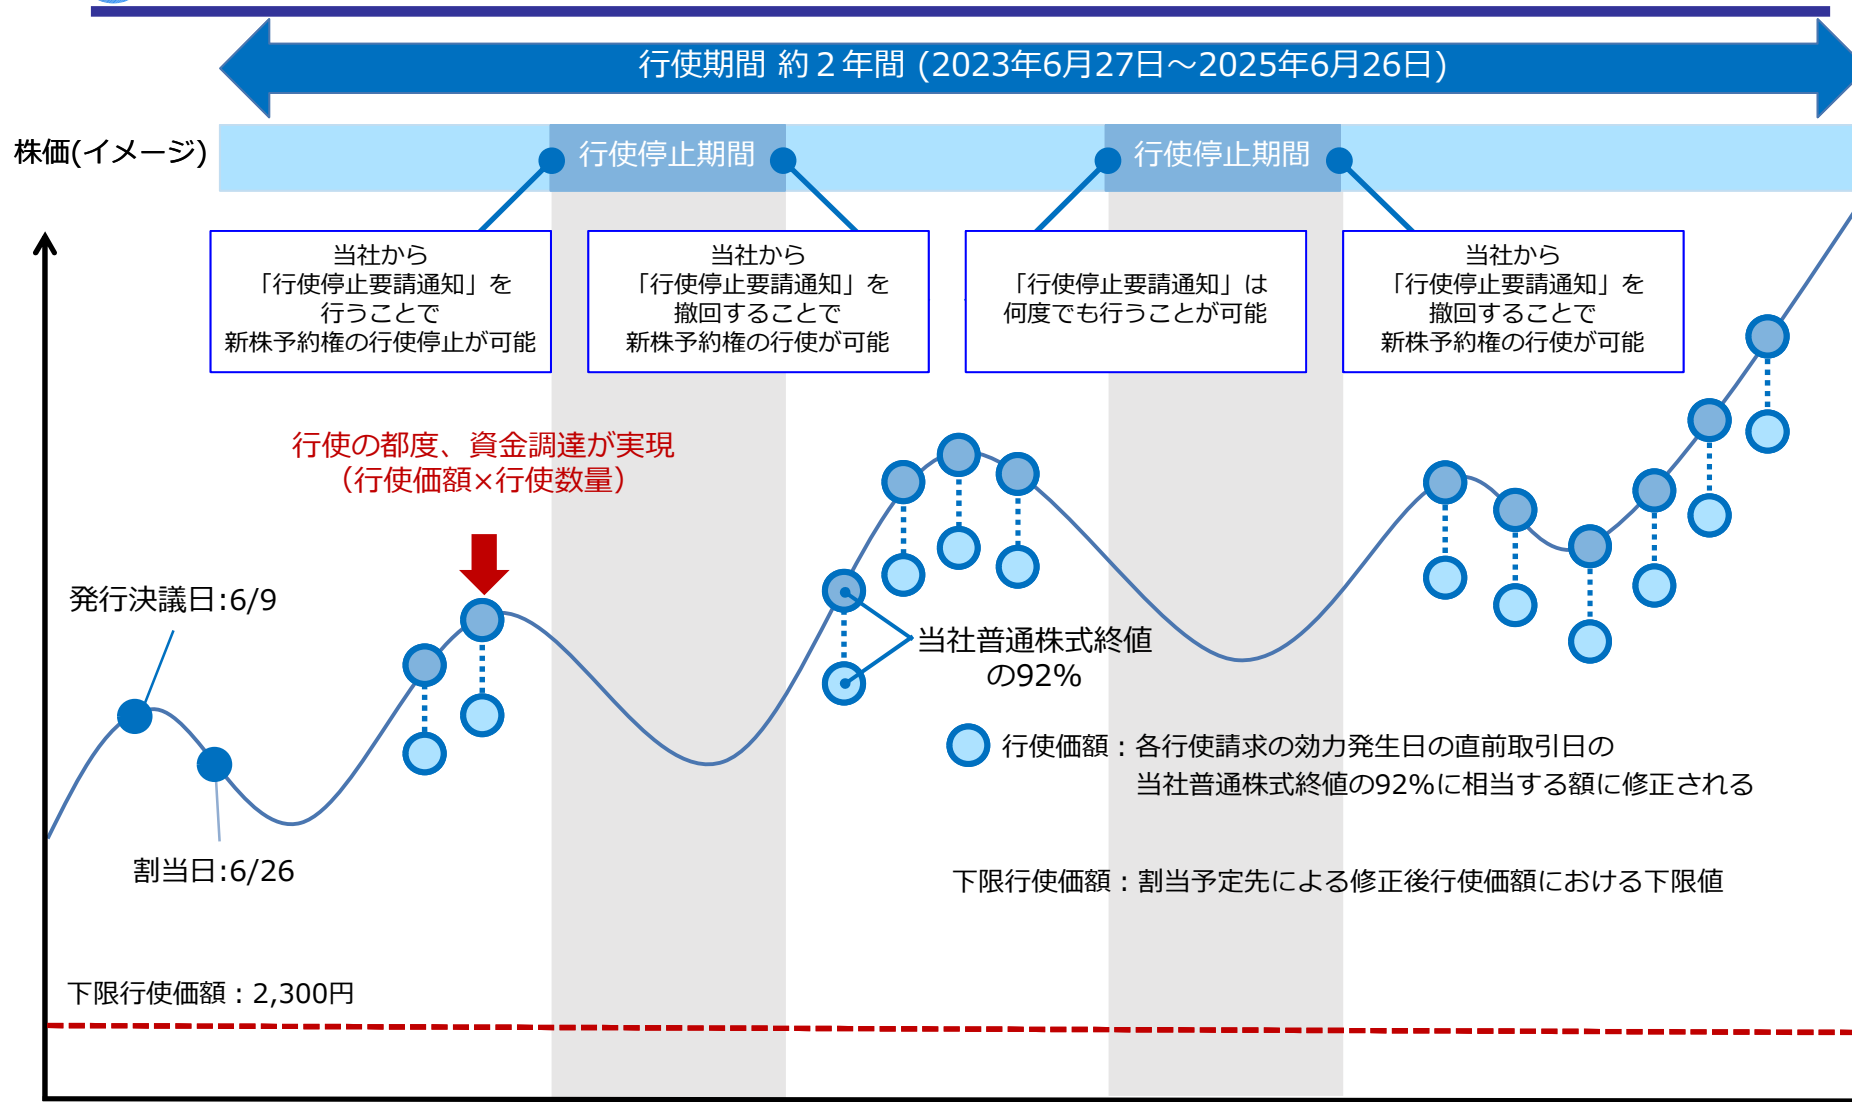 行使期間 約２年間 (2023年6月27日～2025年6月26日)
株価(イメージ)
行使停止期間
行使停止期間
当社から
「行使停止要請通知」を
行うことで
新株予約権の行使停止が可能
当社から
「行使停止要請通知」を
撤回することで
新株予約権の行使が可能
「行使停止要請通知」は
何度でも行うことが可能
当社から
「行使停止要請通知」を
撤回することで
新株予約権の行使が可能
行使の都度、資金調達が実現
（行使価額×行使数量）
発行決議日:6/9
当社普通株式終値
の92%
行使価額：各行使請求の効力発生日の直前取引日の
当社普通株式終値の92%に相当する額に修正される
割当日:6/26
下限行使価額：割当予定先による修正後行使価額における下限値
下限行使価額：2,300円